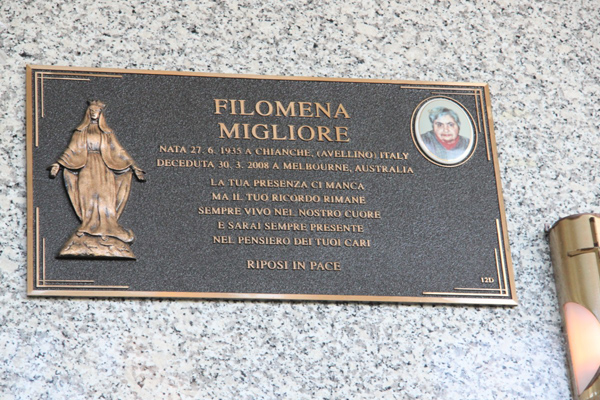 FILOMENA
MIGLIORE
NATA 27. 6. 1935 A CHIANCHE, (AVELLINO) ITALY
DECEDUTA 30. 3. 2008 A MELBOURNE, AUSTRALIA
LA TUA PRESENZA CI MANCA
MA IL TUO RICORDO RIMANE
SEMPRE VIVO NEL NOSTRO CUORE
E SARAI SEMPRE PRESENTE
NEL PENSIERO DEI TUOI CARI
RIPOSI IN PACE
12D